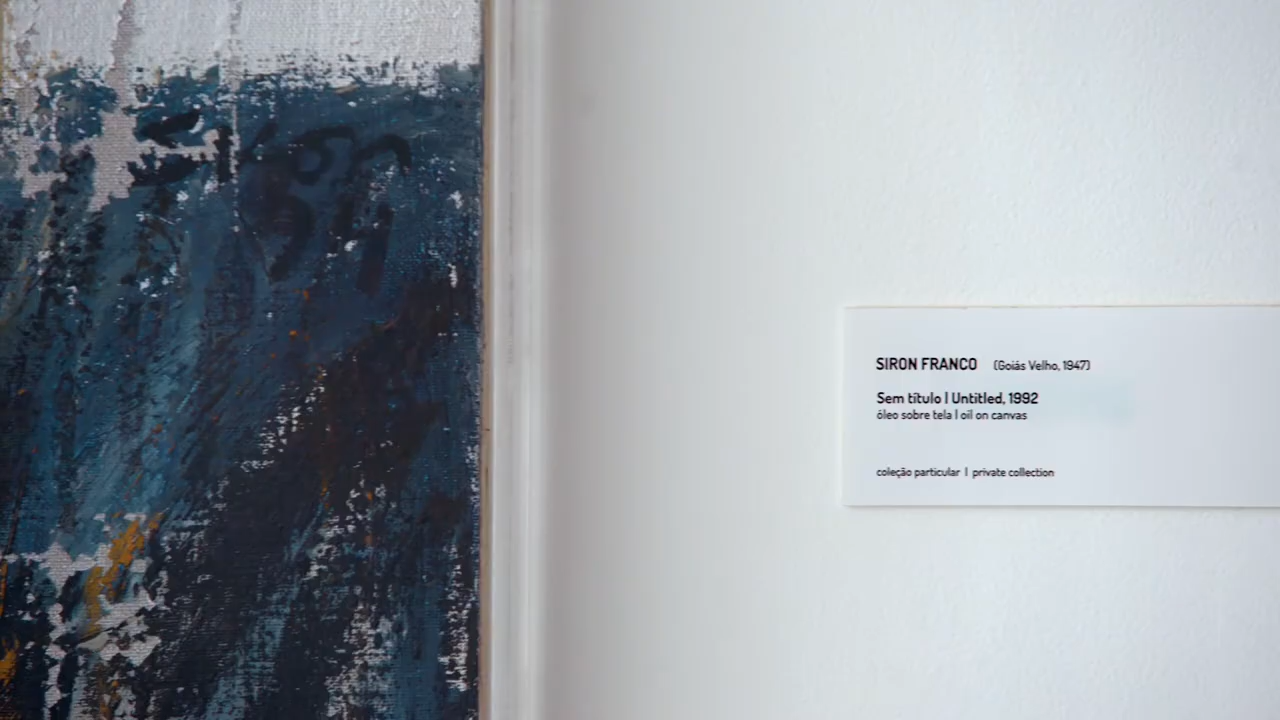 Siron
SIRON FRANCO (Goiás Velho, 1947)
Sem título | Untitled, 1992
óleo sobre tela | oil on canvas
coleção particular | private collection